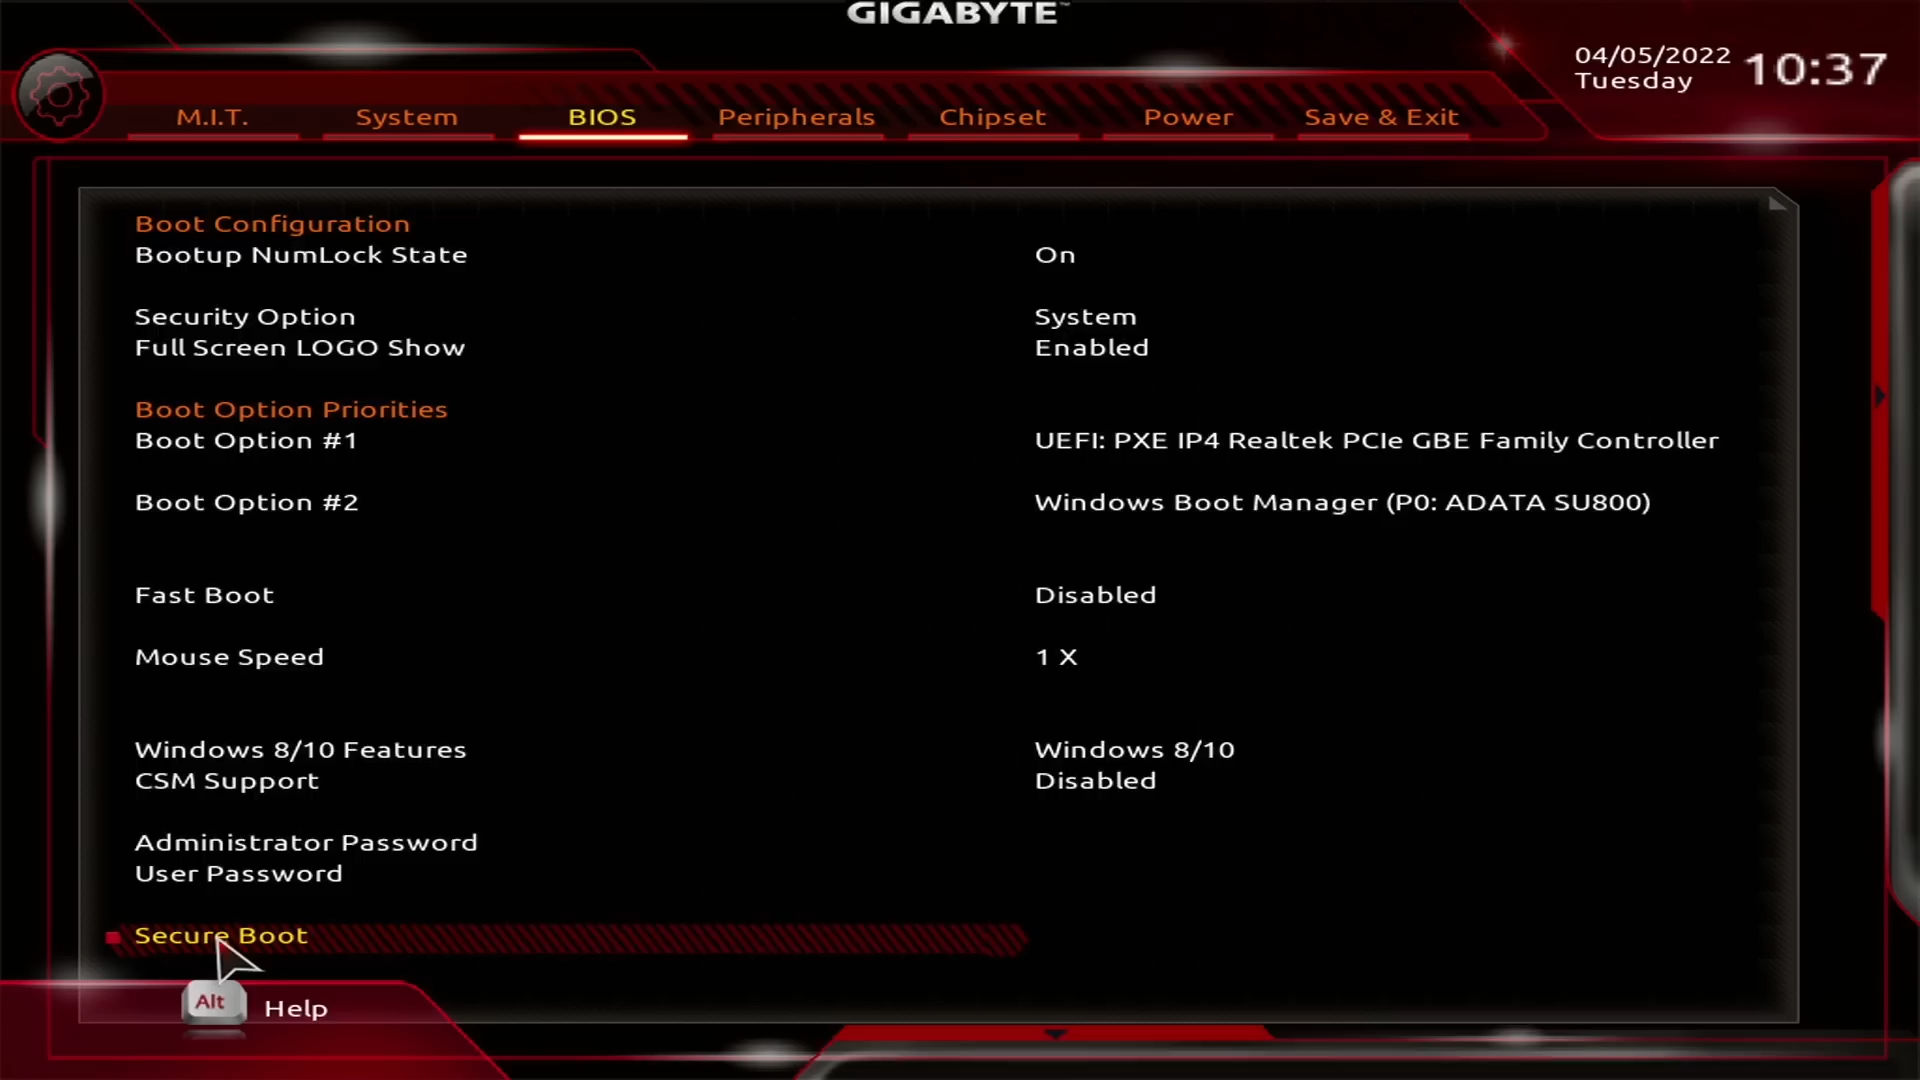 GIGABYTE™
04/05/2022 10:37
Tuesday
M.I.T. System BIOS Peripherals Chipset Power Save & Exit
Boot Configuration
Bootup NumLock State On
Security Option System
Full Screen LOGO Show Enabled
Boot Option Priorities
Boot Option #1 UEFI: PXE IP4 Realtek PCIe GBE Family Controller
Boot Option #2 Windows Boot Manager (P0: ADATA SU800)
Fast Boot Disabled
Mouse Speed 1 X
Windows 8/10 Features Windows 8/10
CSM Support Disabled
Administrator Password
User Password
Secure Boot
Alt Help